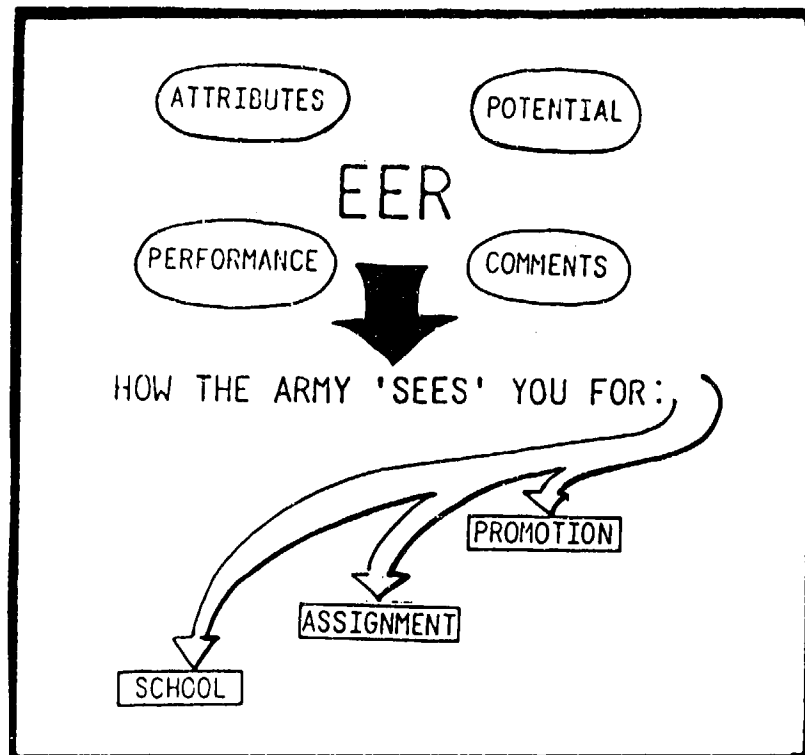 ATTRIBUTES
POTENTIAL
EER
PERFORMANCE
COMMENTS
HOW THE ARMY 'SEES' YOU FOR:
PROMOTION
ASSIGNMENT
SCHOOL